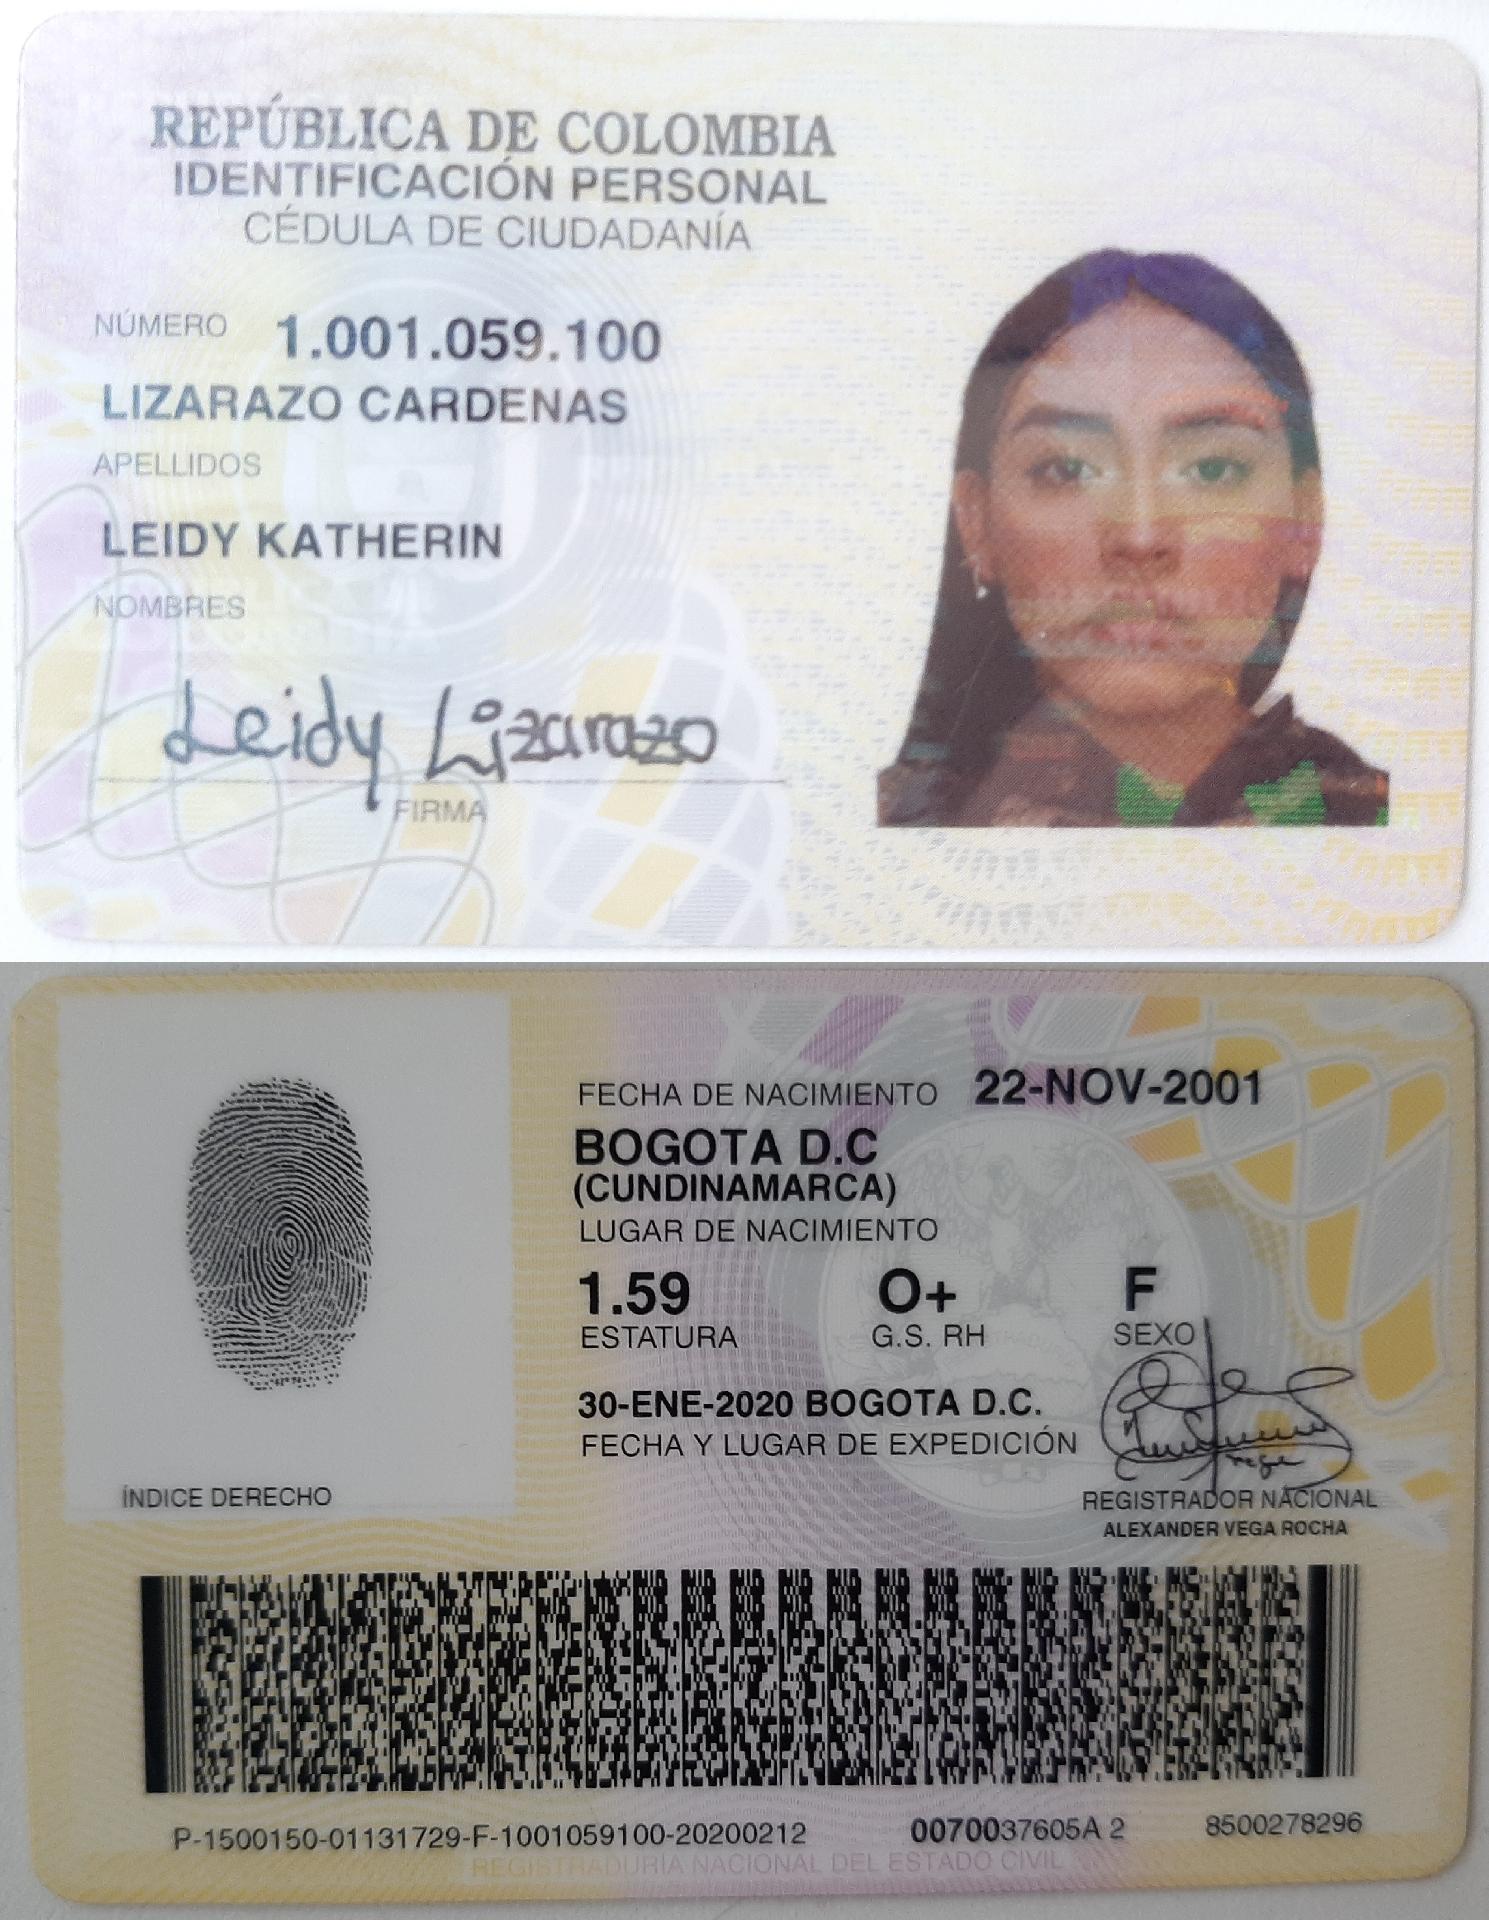 REPÚBLICA DE COLOMBIA
IDENTIFICACIÓN PERSONAL
CÉDULA DE CIUDADANÍA
NÚMERO 1.001.059.100
LIZARAZO CARDENAS
APELLIDOS
LEIDY KATHERIN
NOMBRES
Leidy Lizarazo
FIRMA
FECHA DE NACIMIENTO 22-NOV-2001
BOGOTA D.C
(CUNDINAMARCA)
LUGAR DE NACIMIENTO
1.59 O+ F
ESTATURA G.S. RH SEXO
30-ENE-2020 BOGOTA D.C.
FECHA Y LUGAR DE EXPEDICIÓN
ÍNDICE DERECHO
REGISTRADOR NACIONAL
ALEXANDER VEGA ROCHA
P-1500150-01131729-F-1001059100-20200212 0070037605A 2 8500278296
REGISTRADURIA NACIONAL DEL ESTADO CIVIL